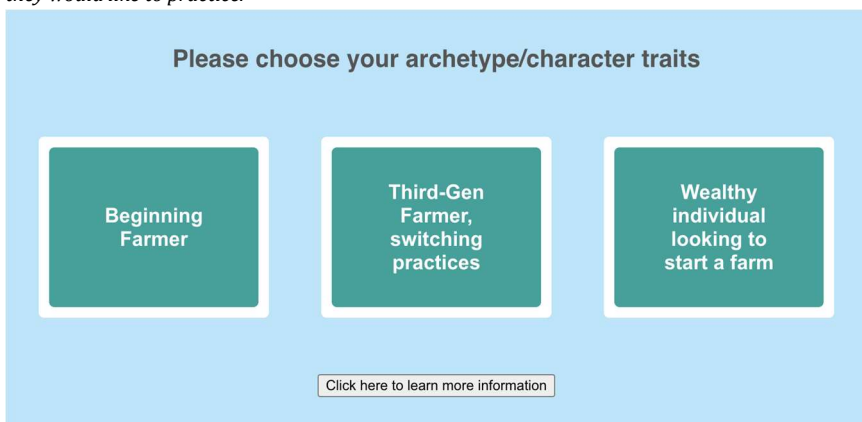 they would like to practice.
Please choose your archetype/character traits
Beginning
Farmer
Third-Gen
Farmer,
switching
practices
Wealthy
individual
looking to
start a farm
Click here to learn more information